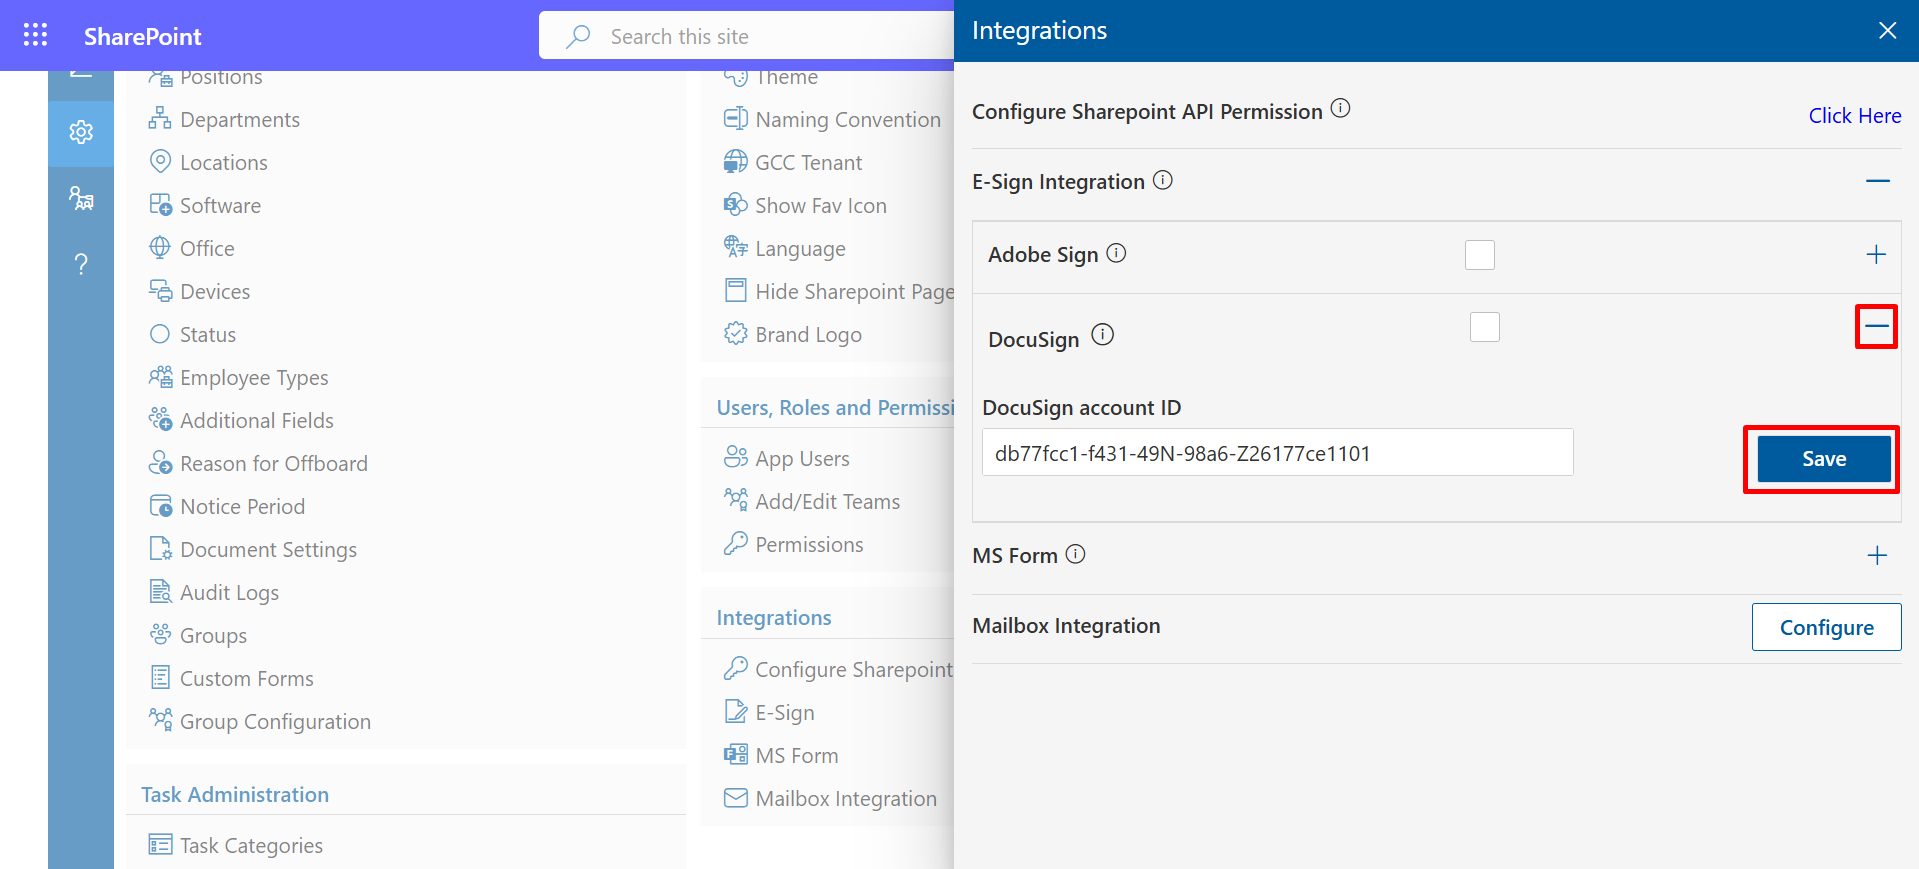 SharePoint
Search this site
Positions
Departments
Locations
Software
Office
Devices
Status
Employee Types
Additional Fields
Reason for Offboard
Notice Period
Document Settings
Audit Logs
Groups
Custom Forms
Group Configuration
Task Administration
Task Categories
Theme
Naming Convention
GCC Tenant
Show Fav Icon
Language
Hide Sharepoint Page
Brand Logo
Users, Roles and Permissi
App Users
Add/Edit Teams
Permissions
Integrations
Configure Sharepoint
E-Sign
MS Form
Mailbox Integration
Integrations
Configure Sharepoint API Permission
Click Here
E-Sign Integration
Adobe Sign
DocuSign
DocuSign account ID
db77fcc1-f431-49N-98a6-Z26177ce1101
Save
MS Form
Mailbox Integration
Configure